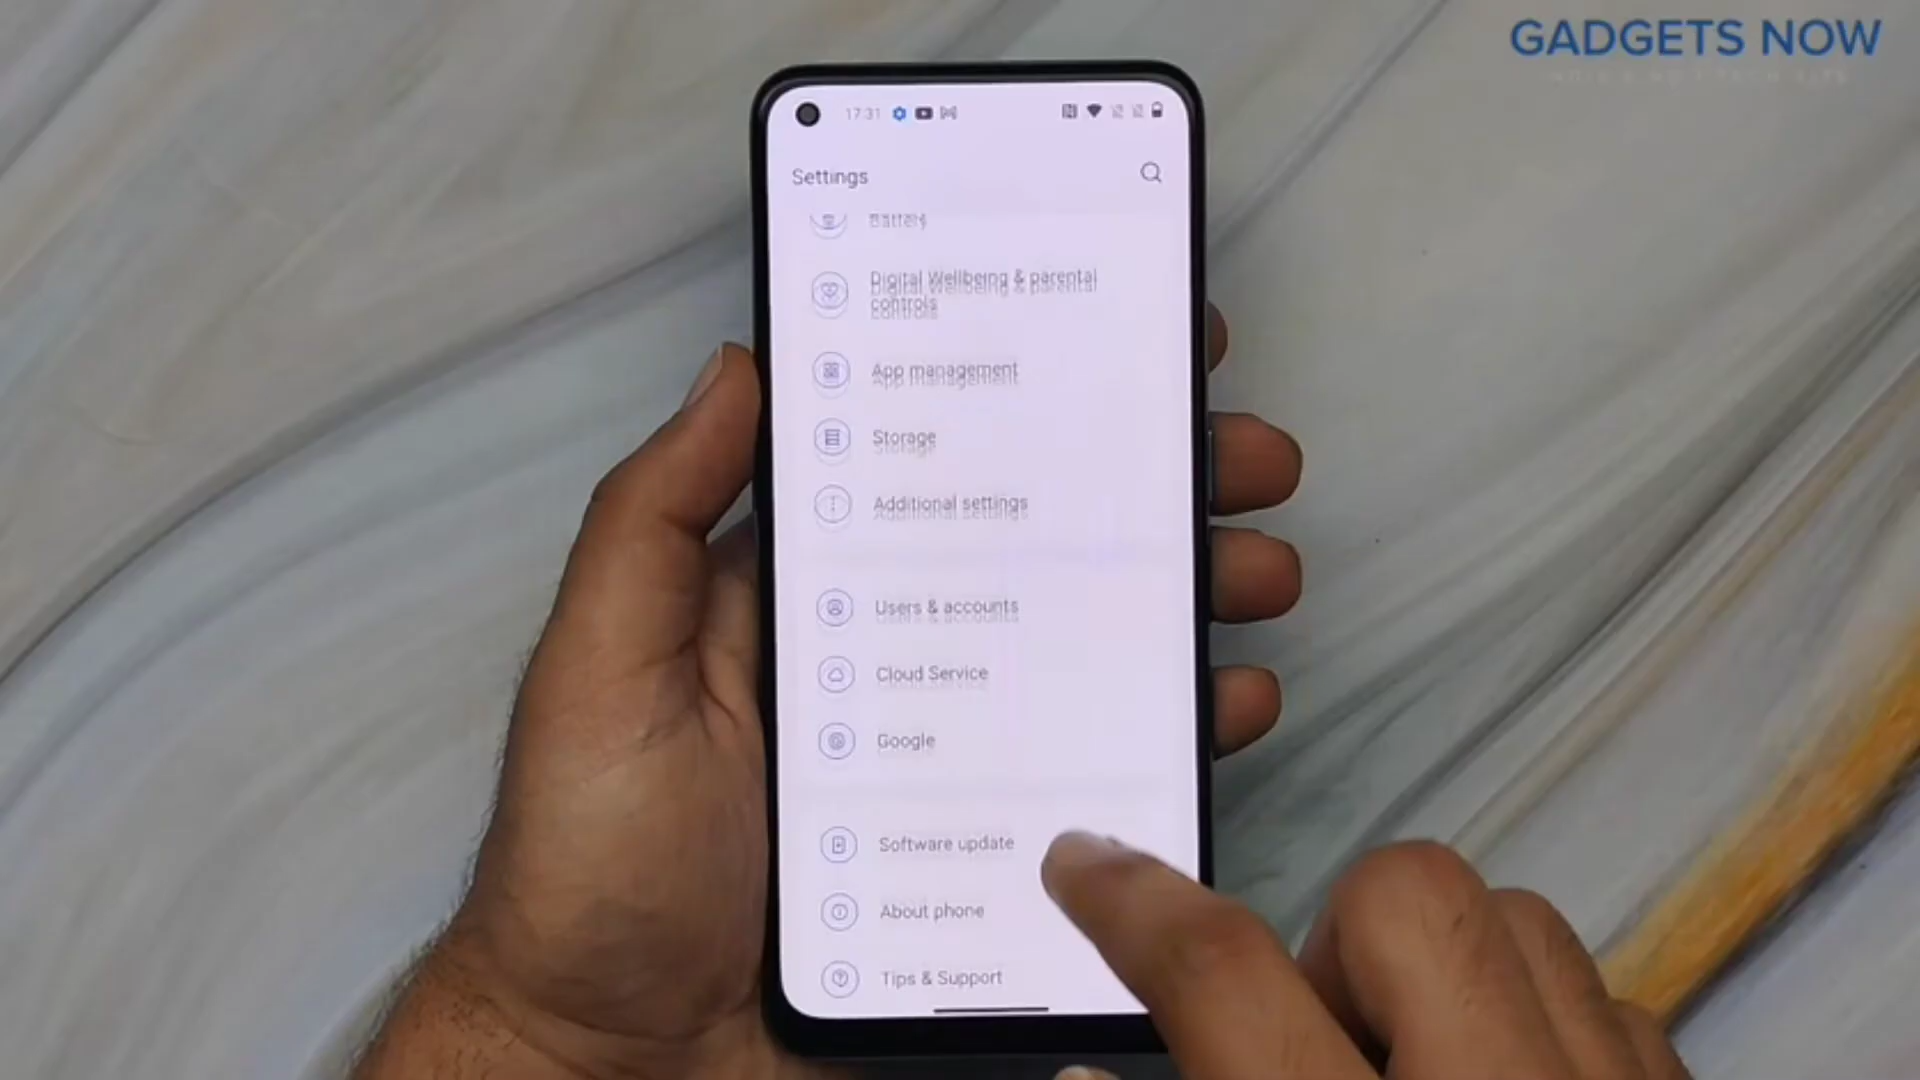 GADGETS NOW
17:31
Settings
Battery
Digital Wellbeing & parental
controls
App management
Storage
Additional settings
Users & accounts
Cloud Service
Google
Software update
About phone
Tips & Support